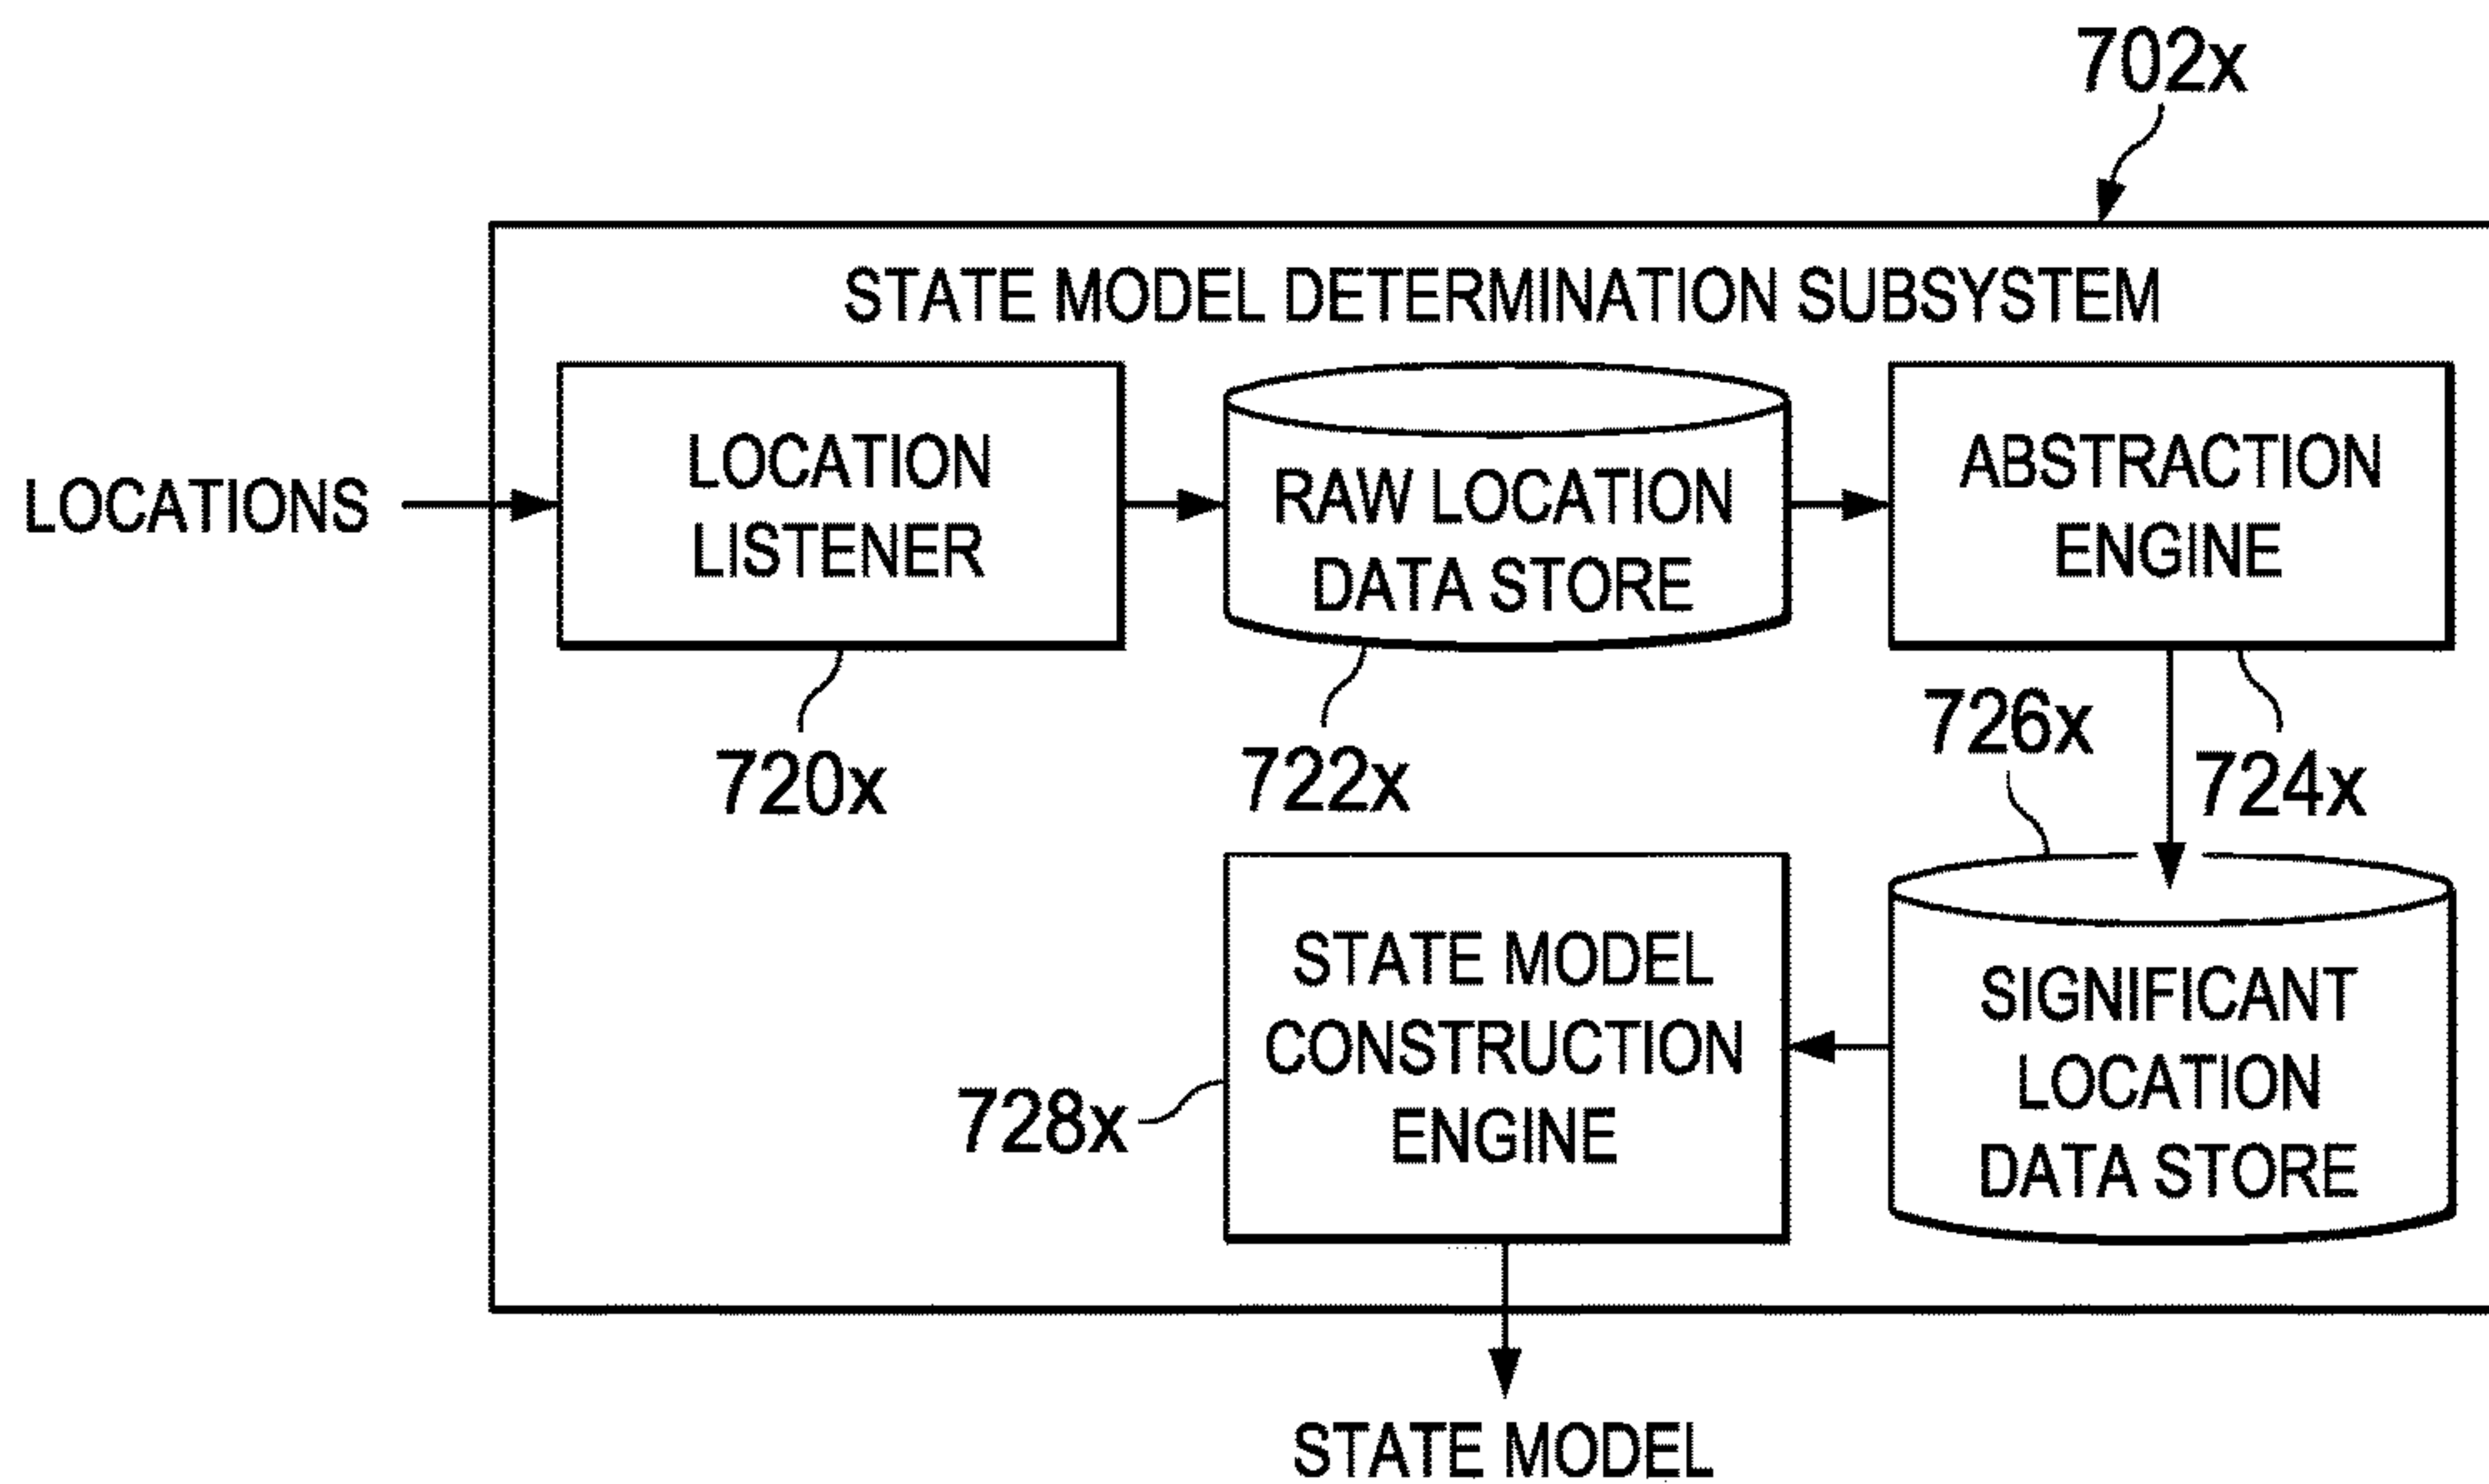 702x
STATE MODEL DETERMINATION SUBSYSTEM
LOCATIONS
LOCATION
LISTENER
RAW LOCATION
DATA STORE
ABSTRACTION
ENGINE
720x
722x
726x
724x
STATE MODEL
CONSTRUCTION
ENGINE
728x
SIGNIFICANT
LOCATION
DATA STORE
STATE MODEL